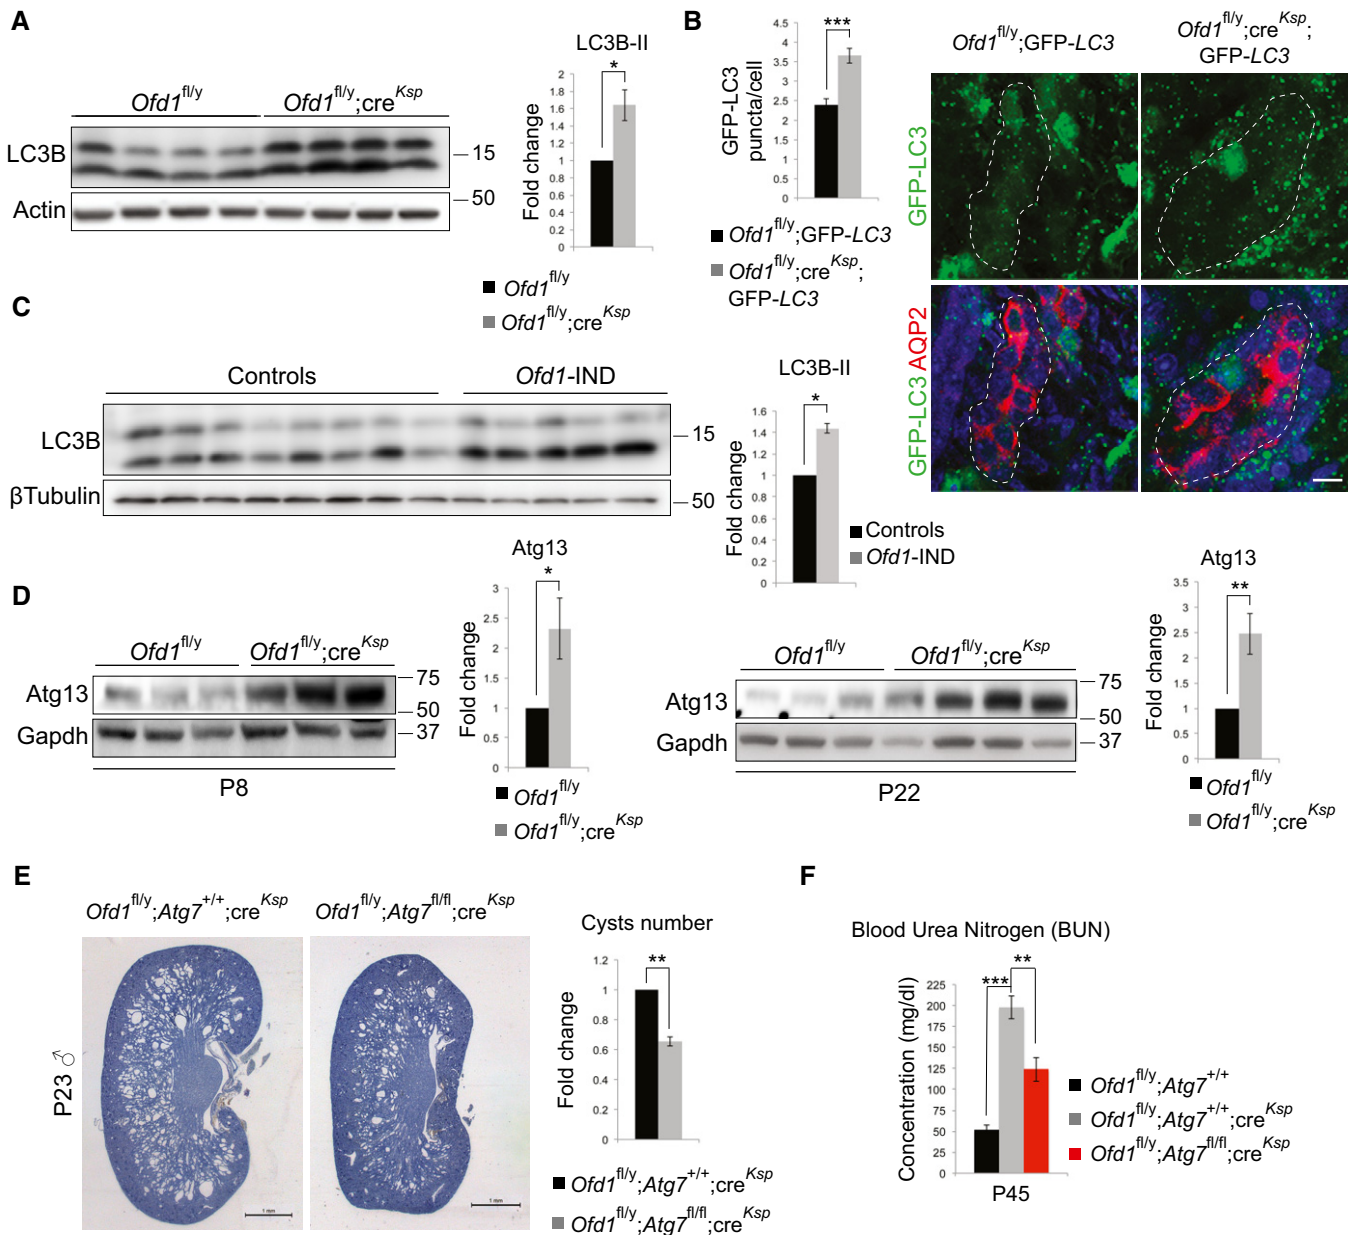 A
Ofd1fl/y
Ofd1fl/y;creKsp
LC3B
15
50
Actin
LC3B-II
*
Fold change
2
1.8
1.6
1.4
1.2
1
0.8
0.6
0.4
0.2
0
Ofd1fl/y
Ofd1fl/y;creKsp
B
GFP-LC3
puncta/cell
4.5
4
3.5
3
2.5
2
1.5
1
0.5
0
***
Ofd1fl/y;GFP-LC3
Ofd1fl/y;creKsp;
GFP-LC3
Ofd1fl/y;GFP-LC3
Ofd1fl/y;creKsp;
GFP-LC3
GFP-LC3
GFP-LC3 AQP2
C
Controls
Ofd1-IND
LC3B
15
βTubulin
50
LC3B-II
*
Fold change
1.6
1.4
1.2
1
0.8
0.6
0.4
0.2
0
Controls
Ofd1-IND
D
Ofd1fl/y
Ofd1fl/y;creKsp
Atg13
75
50
Gapdh
37
P8
Atg13
*
Fold change
3
2.5
2
1.5
1
0.5
0
Ofd1fl/y
Ofd1fl/y;creKsp
Ofd1fl/y
Ofd1fl/y;creKsp
Atg13
75
50
Gapdh
37
P22
Atg13
**
Fold change
3.5
3
2.5
2
1.5
1
0.5
0
Ofd1fl/y
Ofd1fl/y;creKsp
E
Ofd1fl/y;Atg7+/+;creKsp
Ofd1fl/y;Atg7fl/fl;creKsp
P23 ♂
1 mm
1 mm
Cysts number
**
Fold change
1.2
1
0.8
0.6
0.4
0.2
0
Ofd1fl/y;Atg7+/+;creKsp
Ofd1fl/y;Atg7fl/fl;creKsp
F
Blood Urea Nitrogen (BUN)
***
**
Concentration (mg/dl)
225
200
175
150
125
100
75
50
25
0
P45
Ofd1fl/y;Atg7+/+
Ofd1fl/y;Atg7+/+;creKsp
Ofd1fl/y;Atg7fl/fl;creKsp